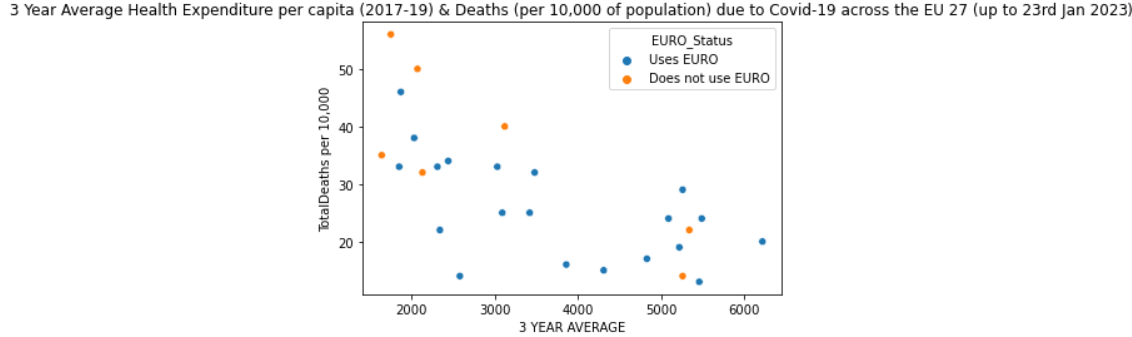 3 Year Average Health Expenditure per capita (2017-19) & Deaths (per 10,000 of population) due to Covid-19 across the EU 27 (up to 23rd Jan 2023)
EURO_Status
Uses EURO
Does not use EURO
TotalDeaths per 10,000
50
40
30
20
2000
3000
4000
5000
6000
3 YEAR AVERAGE